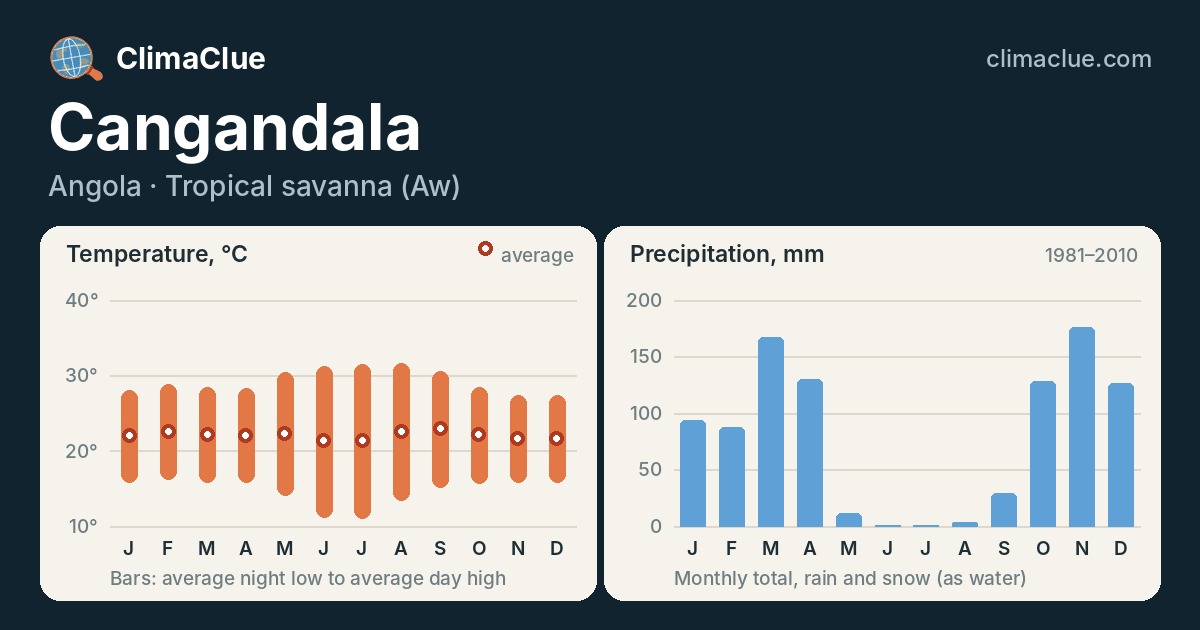 ClimaClue
climaclue.com
Cangandala
Angola · Tropical savanna (Aw)
Temperature, °C
average
40°
30°
20°
10°
J F M A M J J A S O N D
Bars: average night low to average day high
Precipitation, mm
1981–2010
200
150
100
50
0
J F M A M J J A S O N D
Monthly total, rain and snow (as water)